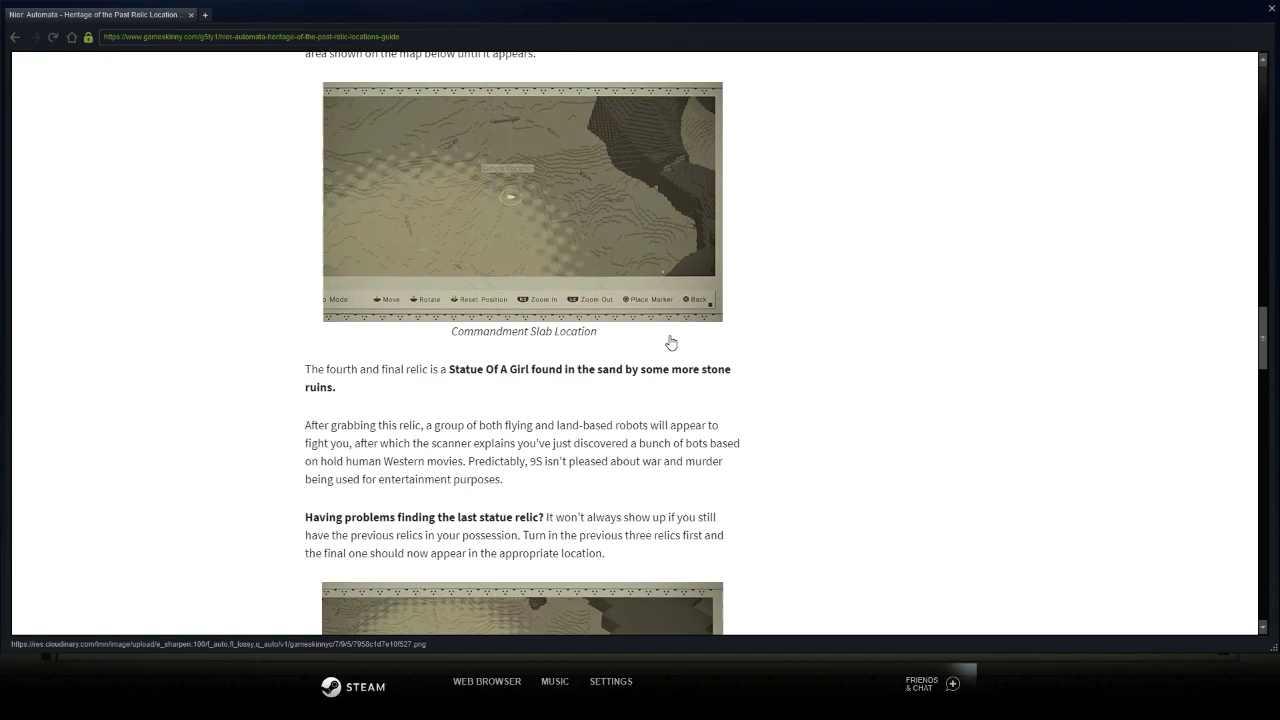 Nier: Automata - Heritage of the Past Relic Location...
https://www.gameskinny.com/g5ty1/nier-automata-heritage-of-the-past-relic-locations-guide
area shown on the map below until it appears.
Current Location
o Mode Move Rotate Reset Position Zoom In Zoom Out Place Marker Back
Commandment Slab Location
The fourth and final relic is a Statue Of A Girl found in the sand by some more stone
ruins.
After grabbing this relic, a group of both flying and land-based robots will appear to
fight you, after which the scanner explains you've just discovered a bunch of bots based
on hold human Western movies. Predictably, 9S isn't pleased about war and murder
being used for entertainment purposes.
Having problems finding the last statue relic? It won't always show up if you still
have the previous relics in your possession. Turn in the previous three relics first and
the final one should now appear in the appropriate location.
https://res.cloudinary.com/lmn/image/upload/e_sharpen:100/f_auto,fl_lossy,q_auto/v1/gameskinnyc/7/9/5/7958c1d7e10f527.png
STEAM
WEB BROWSER MUSIC SETTINGS
FRIENDS
& CHAT